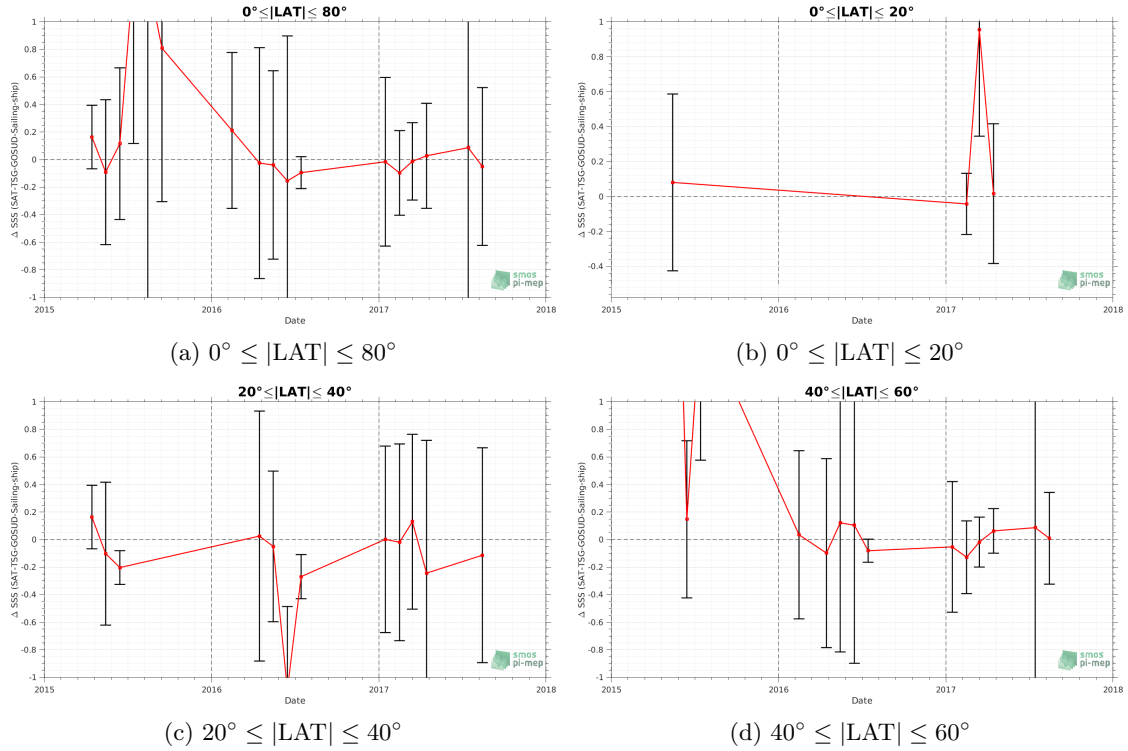 0°≤|LAT|≤ 80°
Δ SSS (SAT-TSG-GOSUD-Sailing-ship)
1
0.8
0.6
0.4
0.2
0
-0.2
-0.4
-0.6
-0.8
-1
2015
2016
2017
2018
Date
smos
pi-mep
(a) 0° ≤ |LAT| ≤ 80°
0°≤|LAT|≤ 20°
Δ SSS (SAT-TSG-GOSUD-Sailing-ship)
1
0.8
0.6
0.4
0.2
0
-0.2
-0.4
2015
2016
2017
2018
Date
smos
pi-mep
(b) 0° ≤ |LAT| ≤ 20°
20°≤|LAT|≤ 40°
Δ SSS (SAT-TSG-GOSUD-Sailing-ship)
1
0.8
0.6
0.4
0.2
0
-0.2
-0.4
-0.6
-0.8
-1
2015
2016
2017
2018
Date
smos
pi-mep
(c) 20° ≤ |LAT| ≤ 40°
40°≤|LAT|≤ 60°
Δ SSS (SAT-TSG-GOSUD-Sailing-ship)
1
0.8
0.6
0.4
0.2
0
-0.2
-0.4
-0.6
-0.8
-1
2015
2016
2017
2018
Date
smos
pi-mep
(d) 40° ≤ |LAT| ≤ 60°